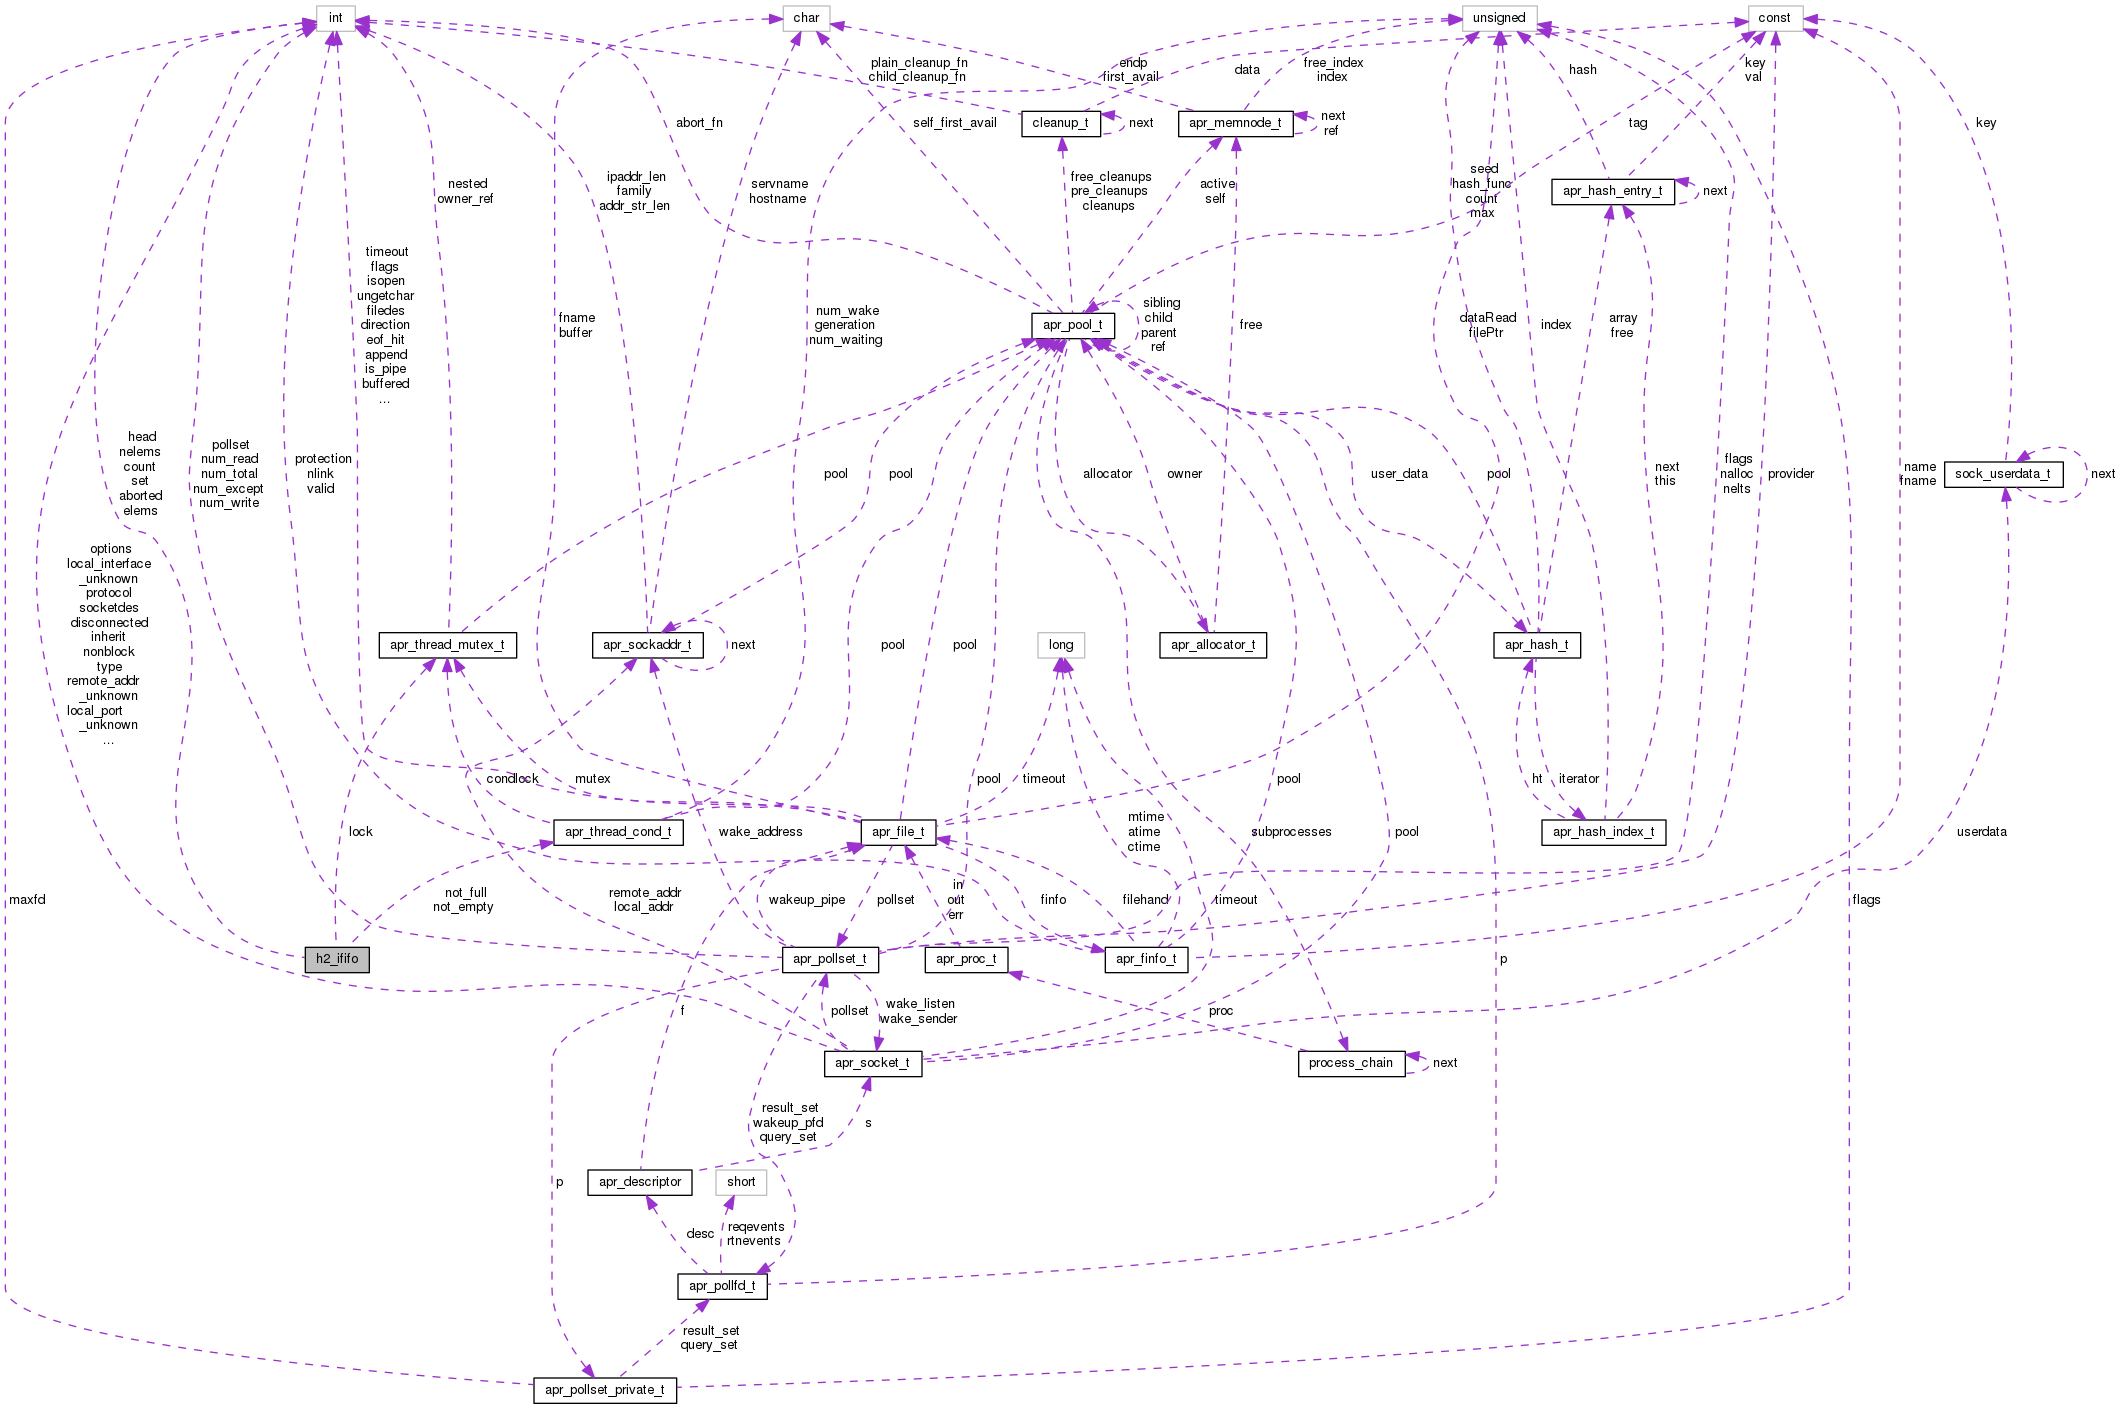 int
char
unsigned
const
plain_cleanup_fn
child_cleanup_fn
endp
first_avail
data
free_index
index
hash
key
val
cleanup_t
next
apr_memnode_t
next
ref
abort_fn
self_first_avail
tag
key
nested
owner_ref
ipaddr_len
family
addr_str_len
servname
hostname
free_cleanups
pre_cleanups
cleanups
active
self
seed
hash_func
count
max
apr_hash_entry_t
next
timeout
flags
isopen
ungetchar
filedes
direction
eof_hit
append
is_pipe
buffered
...
fname
buffer
num_wake
generation
num_waiting
apr_pool_t
sibling
child
parent
ref
free
dataRead
filePtr
index
array
free
head
nelems
count
set
aborted
elems
pollset
num_read
num_total
num_except
num_write
protection
nlink
valid
pool
pool
allocator
owner
user_data
pool
next
this
flags
nalloc
nelts
provider
name
fname
sock_userdata_t
next
options
local_interface
_unknown
protocol
socketdes
disconnected
inherit
nonblock
type
remote_addr
_unknown
local_port
_unknown
...
apr_thread_mutex_t
apr_sockaddr_t
next
pool
pool
long
apr_allocator_t
apr_hash_t
condlock
mutex
pool
timeout
pool
ht
iterator
lock
apr_thread_cond_t
wake_address
apr_file_t
mtime
atime
ctime
subprocesses
pool
apr_hash_index_t
userdata
maxfd
not_full
not_empty
remote_addr
local_addr
wakeup_pipe
pollset
in
out
err
finfo
filehand
timeout
flags
h2_ififo
apr_pollset_t
apr_proc_t
apr_finfo_t
p
f
pollset
wake_listen
wake_sender
proc
apr_socket_t
process_chain
next
result_set
wakeup_pfd
query_set
s
p
apr_descriptor
short
desc
reqevents
rtnevents
apr_pollfd_t
result_set
query_set
apr_pollset_private_t